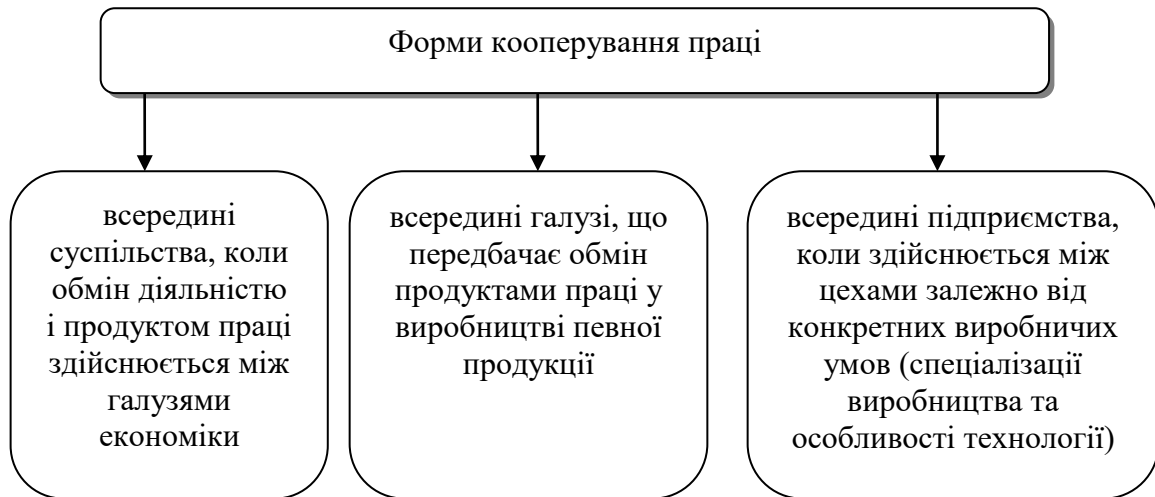 Форми кооперування праці
всередині
суспільства, коли
обмін діяльністю
і продуктом праці
здійснюється між
галузями
економіки
всередині галузі, що
передбачає обмін
продуктами праці у
виробництві певної
продукції
всередині підприємства,
коли здійснюється між
цехами залежно від
конкретних виробничих
умов (спеціалізації
виробництва та
особливості технології)